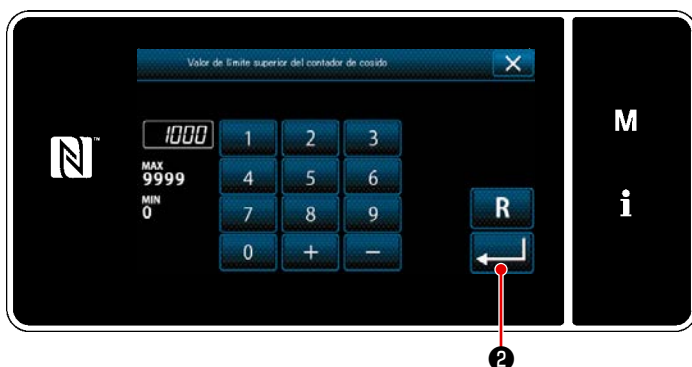 Valor de límite superior del contador de cosido
1000
MAX
9999
MIN
0
1 2 3
4 5 6
7 8 9
0 + −
R
N™
M
i
❷